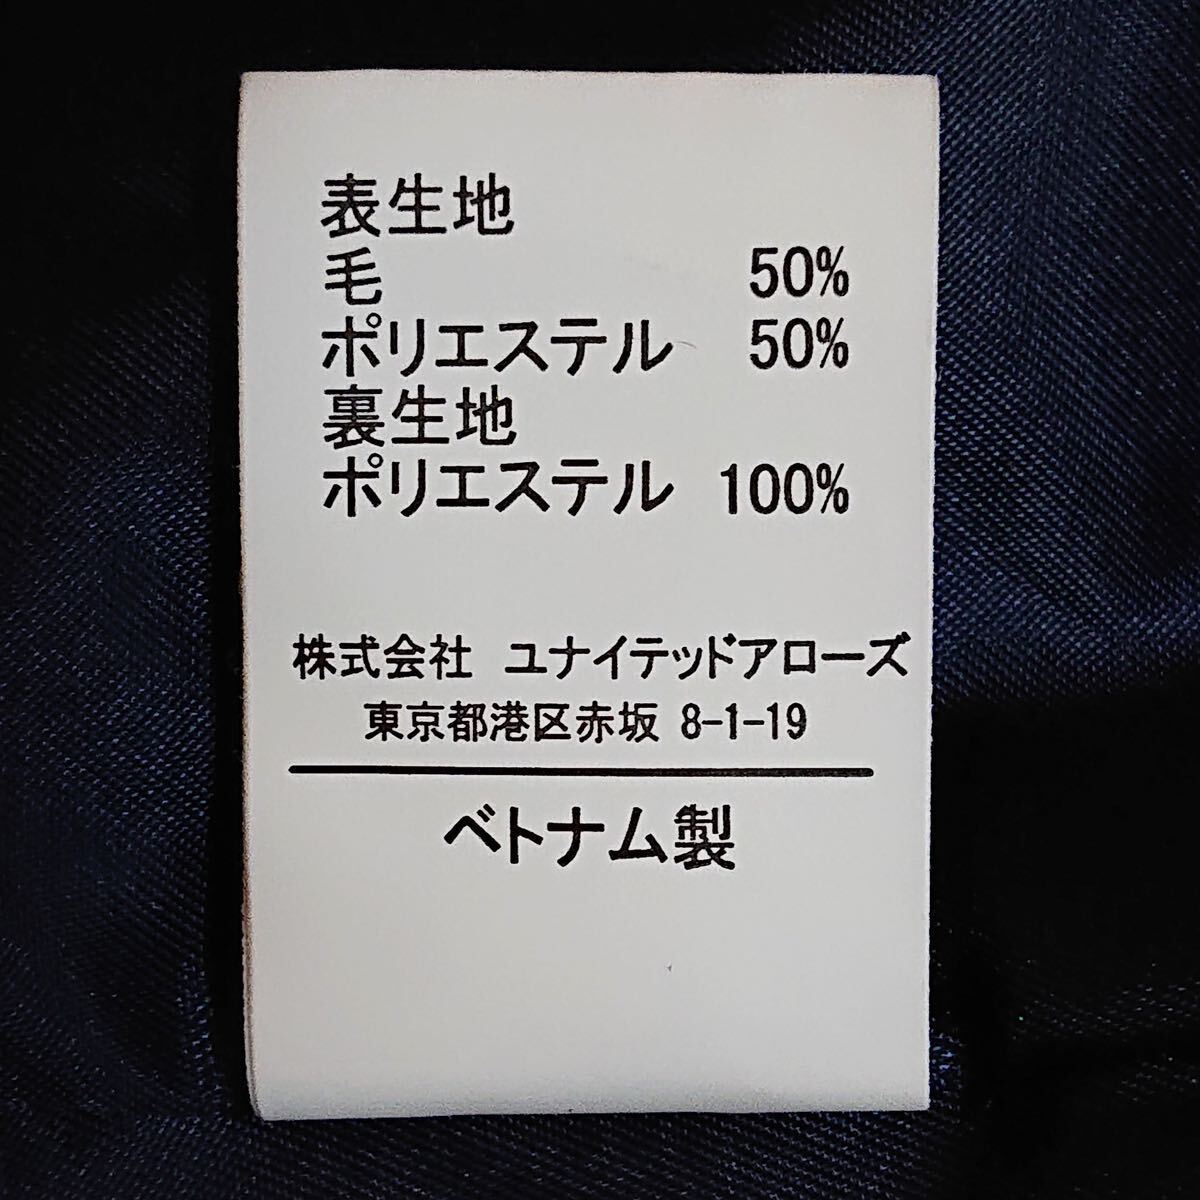 表生地
毛 50%
ポリエステル 50%
裏生地
ポリエステル 100%
株式会社 ユナイテッドアローズ
東京都港区赤坂 8-1-19
ベトナム製